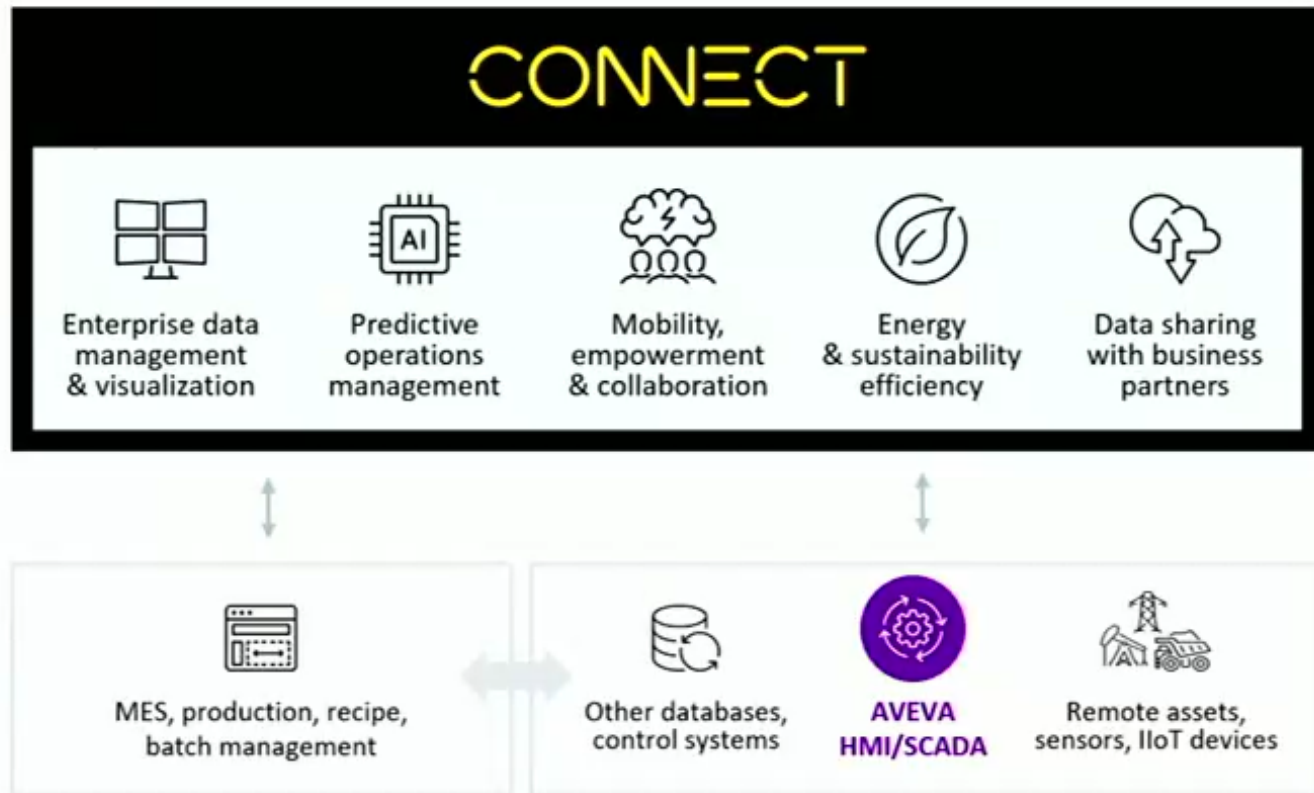 CONNECT
AI
Enterprise data
management
& visualization
Predictive
operations
management
Mobility,
empowerment
& collaboration
Energy
& sustainability
efficiency
Data sharing
with business
partners
MES, production, recipe,
batch management
Other databases,
control systems
AVEVA
HMI/SCADA
Remote assets,
sensors, IIoT devices